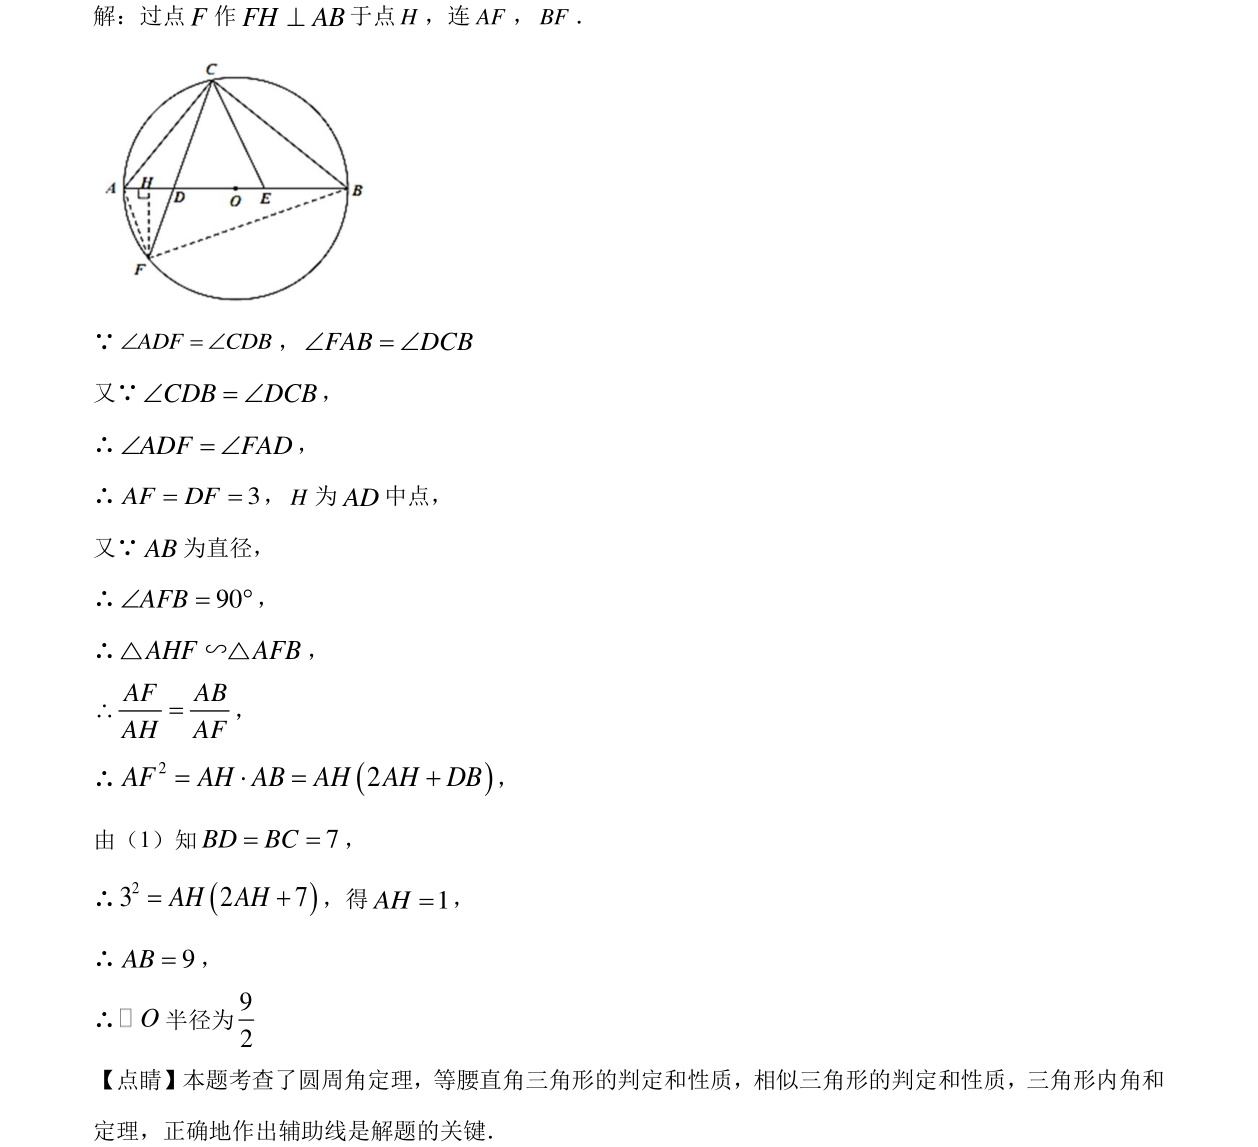 解：过点 F 作 FH ⊥ AB 于点 H ，连 AF ， BF .
C
A H D O E B
F
∵ ∠ADF = ∠CDB ， ∠FAB = ∠DCB
又∵ ∠CDB = ∠DCB ,
∴ ∠ADF = ∠FAD ,
∴ AF = DF = 3 ， H 为 AD 中点，
又∵ AB 为直径，
∴ ∠AFB = 90° ,
∴ △AHF ∽△AFB ,
∴ AF/AH = AB/AF ,
∴ AF² = AH · AB = AH(2AH + DB) ,
由（1）知 BD = BC = 7 ,
∴ 3² = AH(2AH + 7) ，得 AH = 1 ,
∴ AB = 9 ,
∴ □ O 半径为 9/2
【点睛】本题考查了圆周角定理，等腰直角三角形的判定和性质，相似三角形的判定和性质，三角形内角和
定理，正确地作出辅助线是解题的关键．